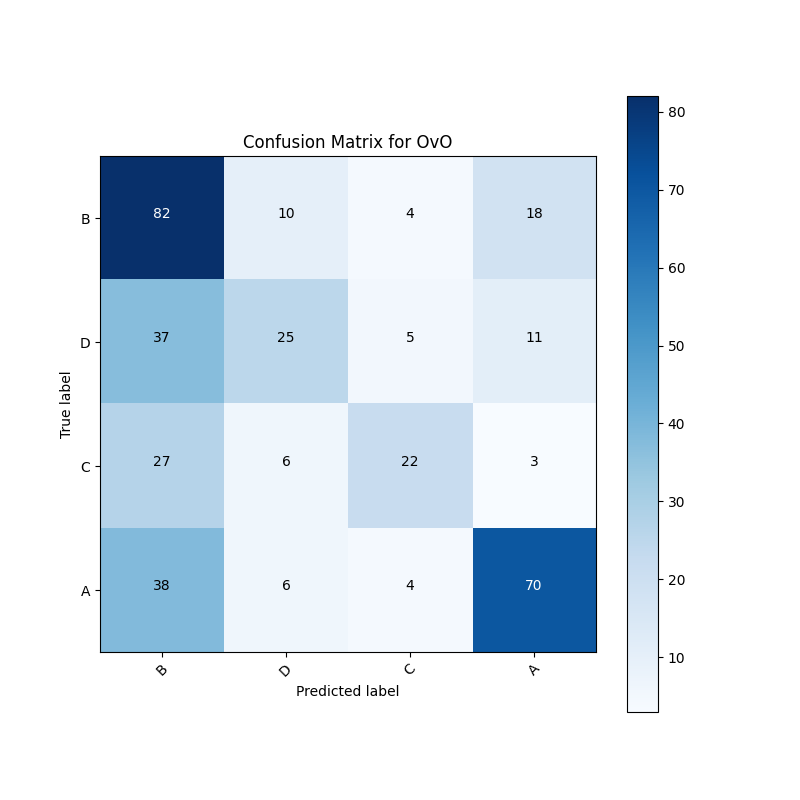 Confusion Matrix for OvO
True label
B 82 10 4 18
D 37 25 5 11
C 27 6 22 3
A 38 6 4 70
B D C A
Predicted label
80
70
60
50
40
30
20
10